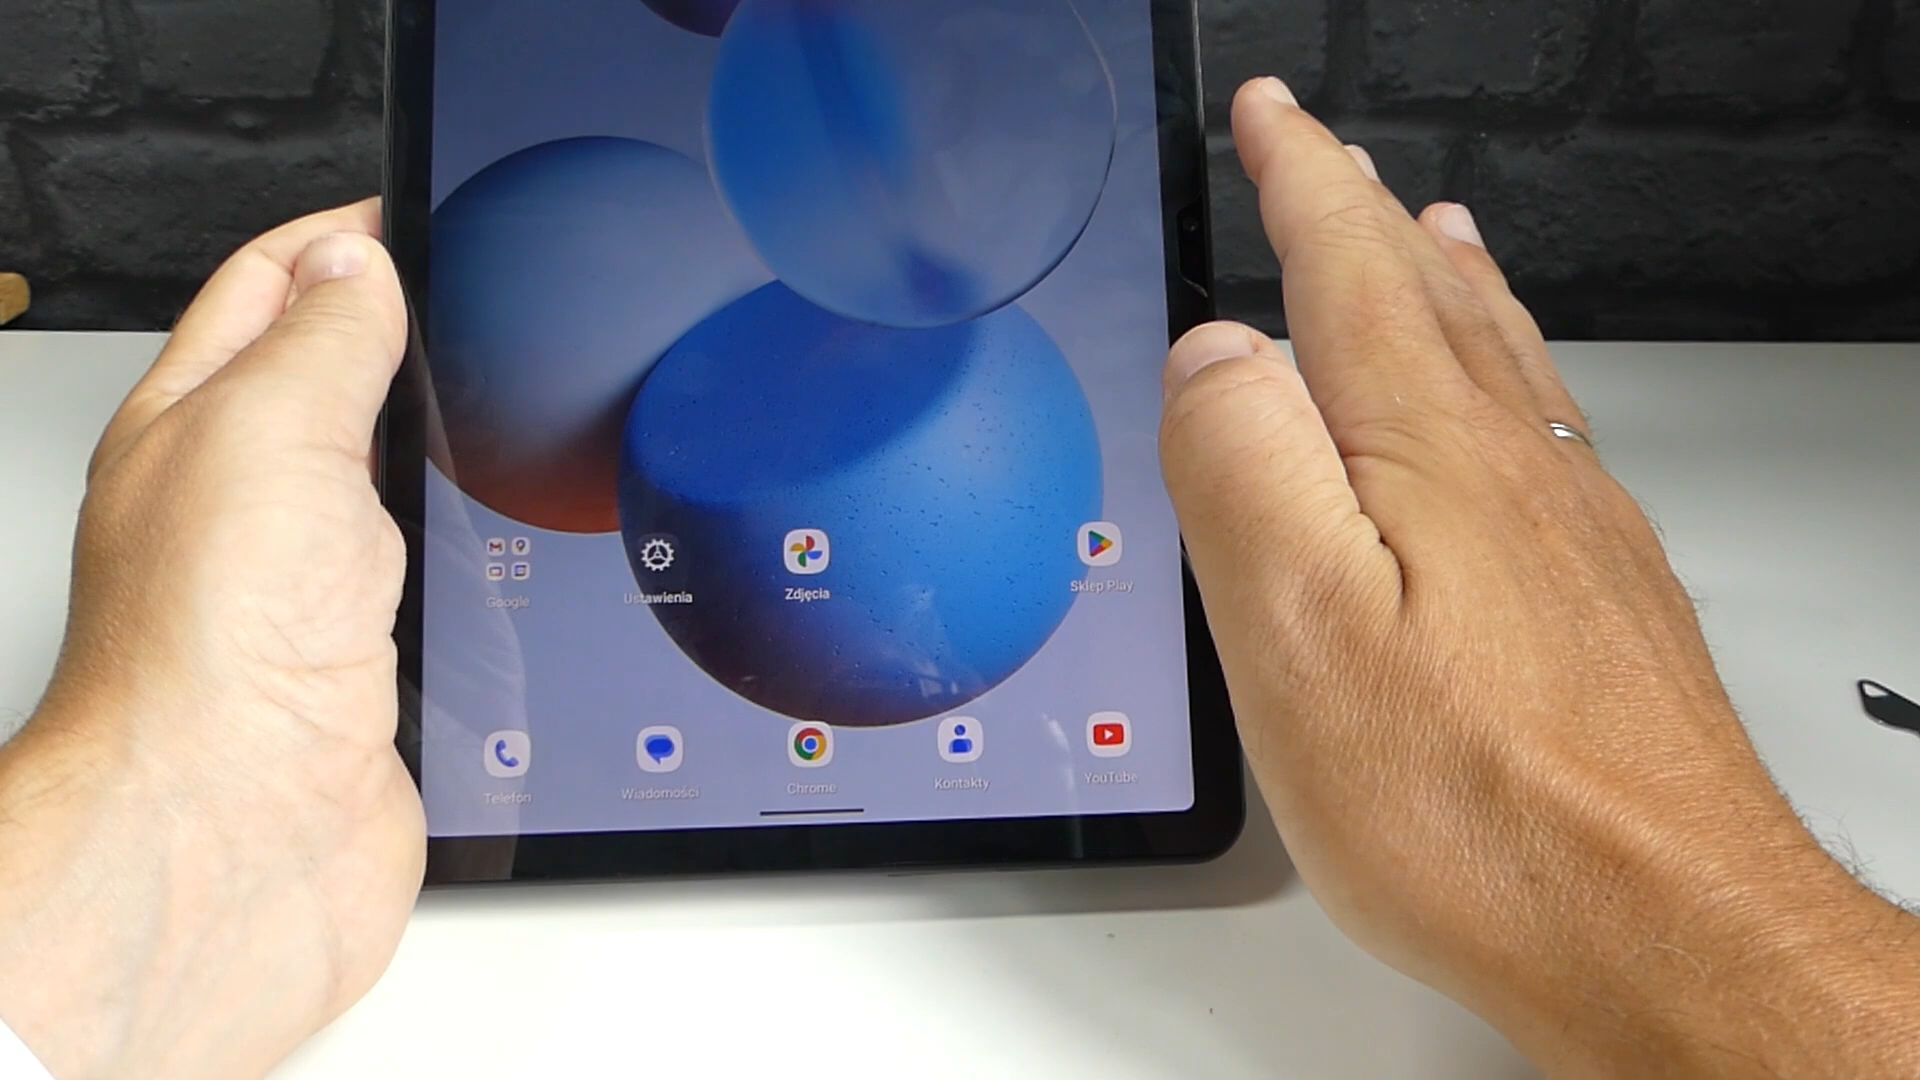 Google
Ustawienia
Zdjęcia
Sklep Play
Telefon
Wiadomości
Chrome
Kontakty
YouTube